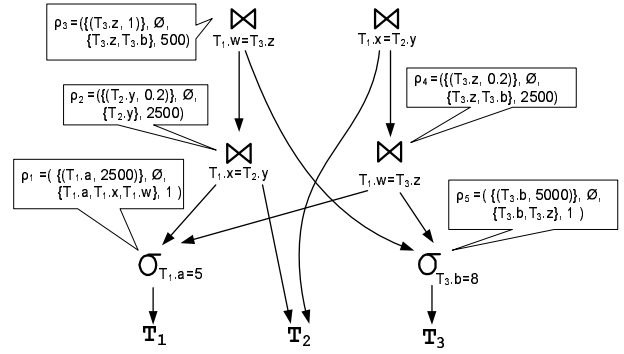 ρ₃ =({(T₃.z, 1)}, Ø,
{T₃.z,T₃.b}, 500)
⋈
T₁.w=T₃.z
⋈
T₁.x=T₂.y
ρ₄ =({(T₃.z, 0.2)}, Ø,
{T₃.z,T₃.b}, 2500)
ρ₂ =({(T₂.y, 0.2)}, Ø,
{T₂.y}, 2500)
⋈
T₁.x=T₂.y
⋈
T₁.w=T₃.z
ρ₁ =( {(T₁.a, 2500)}, Ø,
{T₁.a,T₁.x,T₁.w}, 1 )
ρ₅ =( {(T₃.b, 5000)}, Ø,
{T₃.b,T₃.z}, 1 )
σ T₁.a=5
σ T₃.b=8
T₁
T₂
T₃